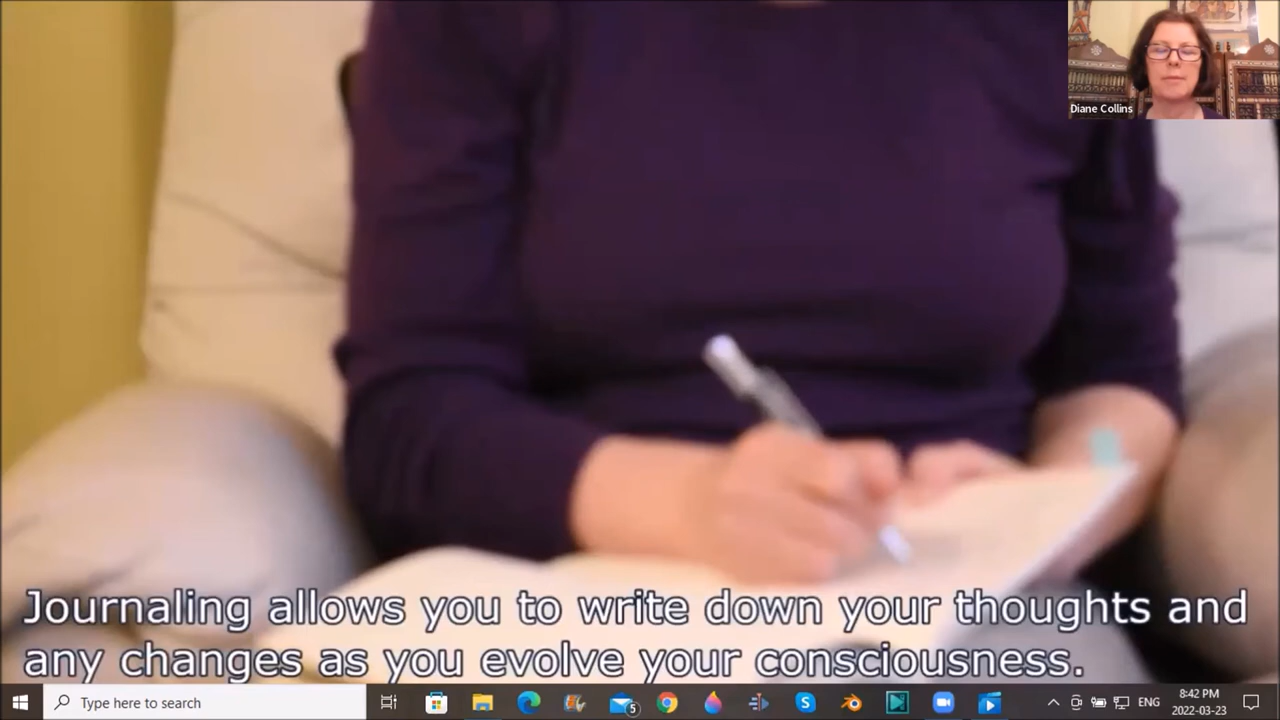 Diane Collins
Journaling allows you to write down your thoughts and
any changes as you evolve your consciousness.
Type here to search
5
ENG
8:42 PM
2022-03-23